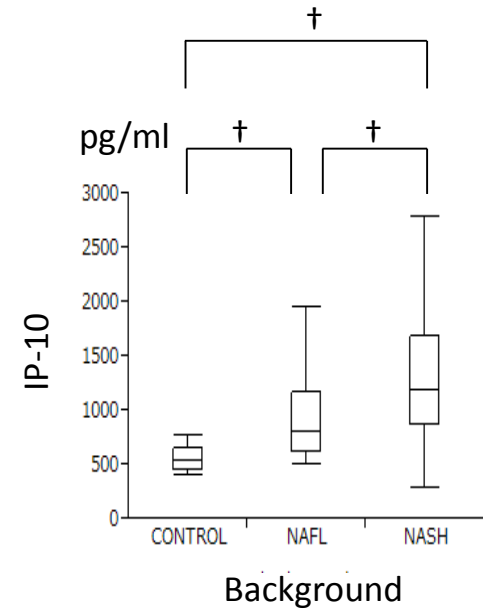 †
pg/ml
† †
3000
2500
2000
1500
1000
500
0
IP-10
CONTROL NAFL NASH
Background